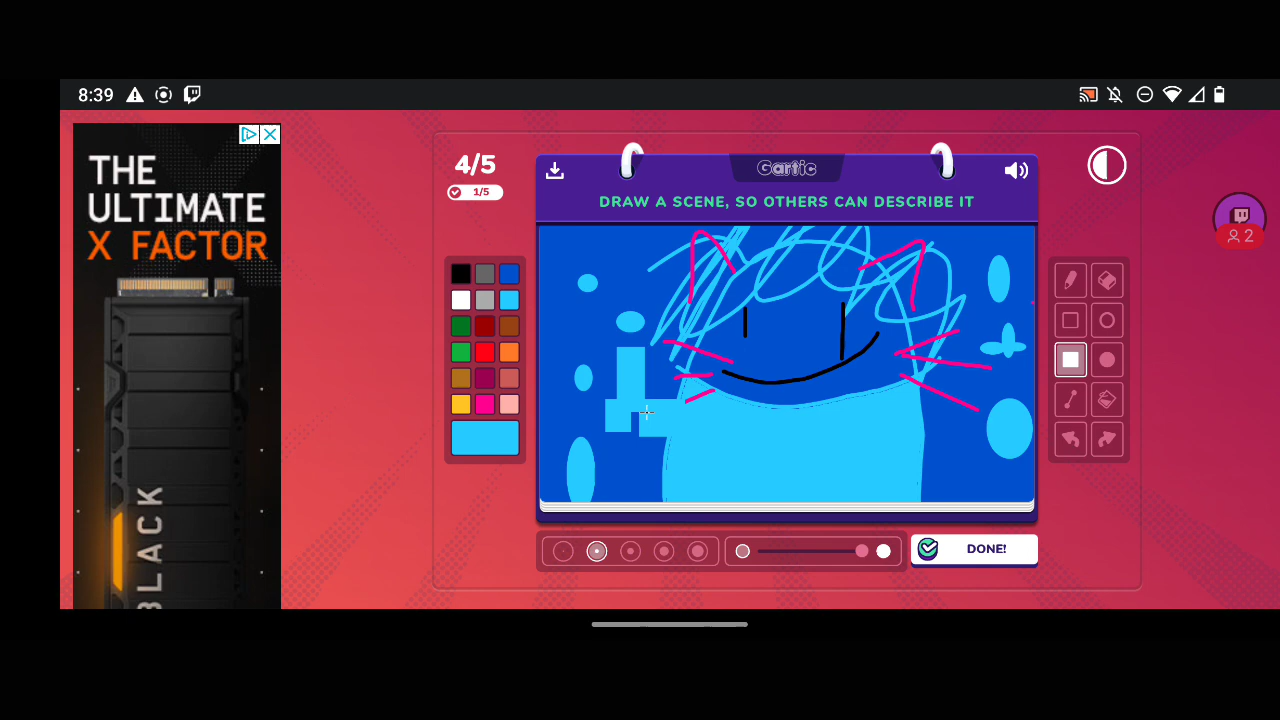 8:39
2
THE
ULTIMATE
X FACTOR
BLACK
4/5
1/5
Gartic
DRAW A SCENE, SO OTHERS CAN DESCRIBE IT
DONE!